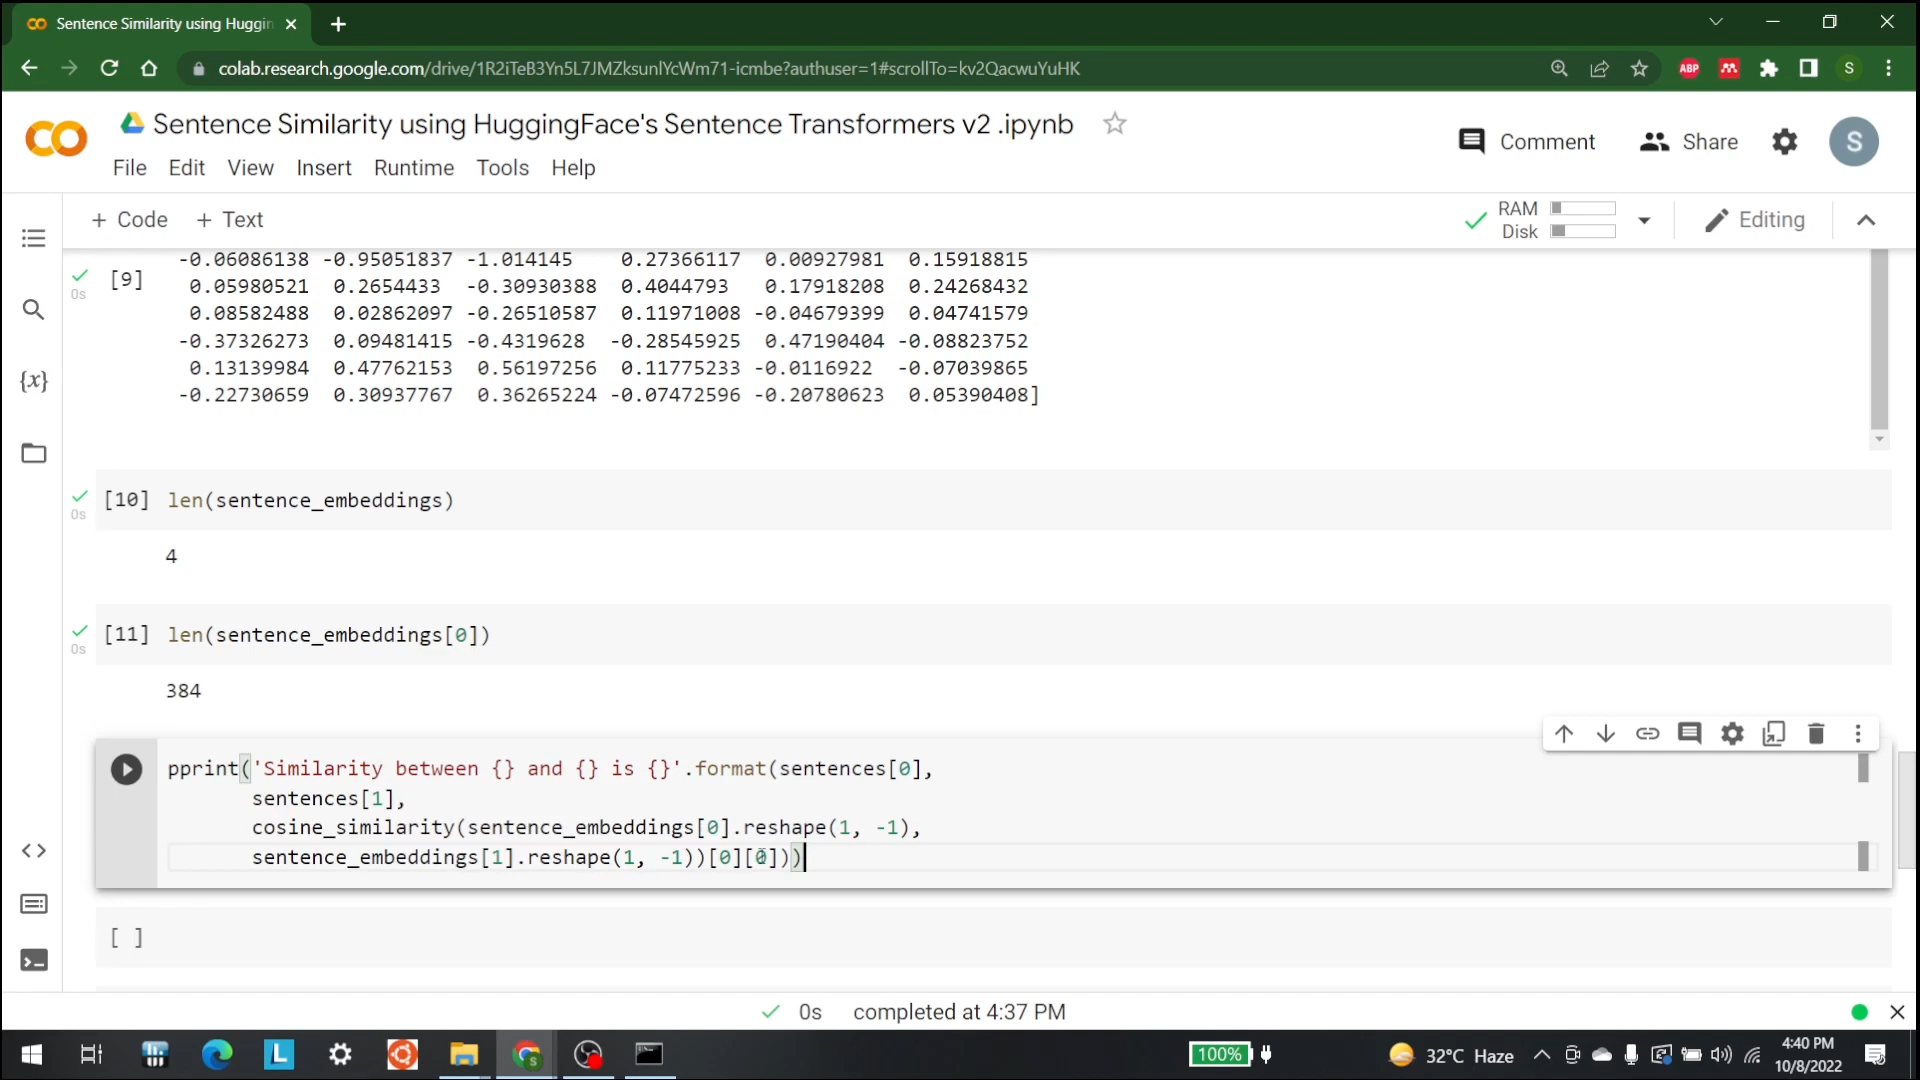 Sentence Similarity using Huggin
colab.research.google.com/drive/1R2iTeB3Yn5L7JMZksunlYcWm71-icmbe?authuser=1#scrollTo=kv2QacwuYuHK
ABP
S
Sentence Similarity using HuggingFace's Sentence Transformers v2 .ipynb
Comment
Share
S
File Edit View Insert Runtime Tools Help
+ Code + Text
RAM
Disk
Editing
-0.06086138 -0.95051837 -1.014145 0.27366117 0.00927981 0.15918815
[9]
0s
0.05980521 0.2654433 -0.30930388 0.4044793 0.17918208 0.24268432
0.08582488 0.02862097 -0.26510587 0.11971008 -0.04679399 0.04741579
-0.37326273 0.09481415 -0.4319628 -0.28545925 0.47190404 -0.08823752
0.13139984 0.47762153 0.56197256 0.11775233 -0.0116922 -0.07039865
-0.22730659 0.30937767 0.36265224 -0.07472596 -0.20780623 0.05390408]
{x}
[10] len(sentence_embeddings)
0s
4
[11] len(sentence_embeddings[0])
0s
384
pprint('Similarity between {} and {} is {}'.format(sentences[0],
sentences[1],
cosine_similarity(sentence_embeddings[0].reshape(1, -1),
sentence_embeddings[1].reshape(1, -1))[0][0]))
[ ]
0s completed at 4:37 PM
L
100%
32°C Haze
4:40 PM
10/8/2022